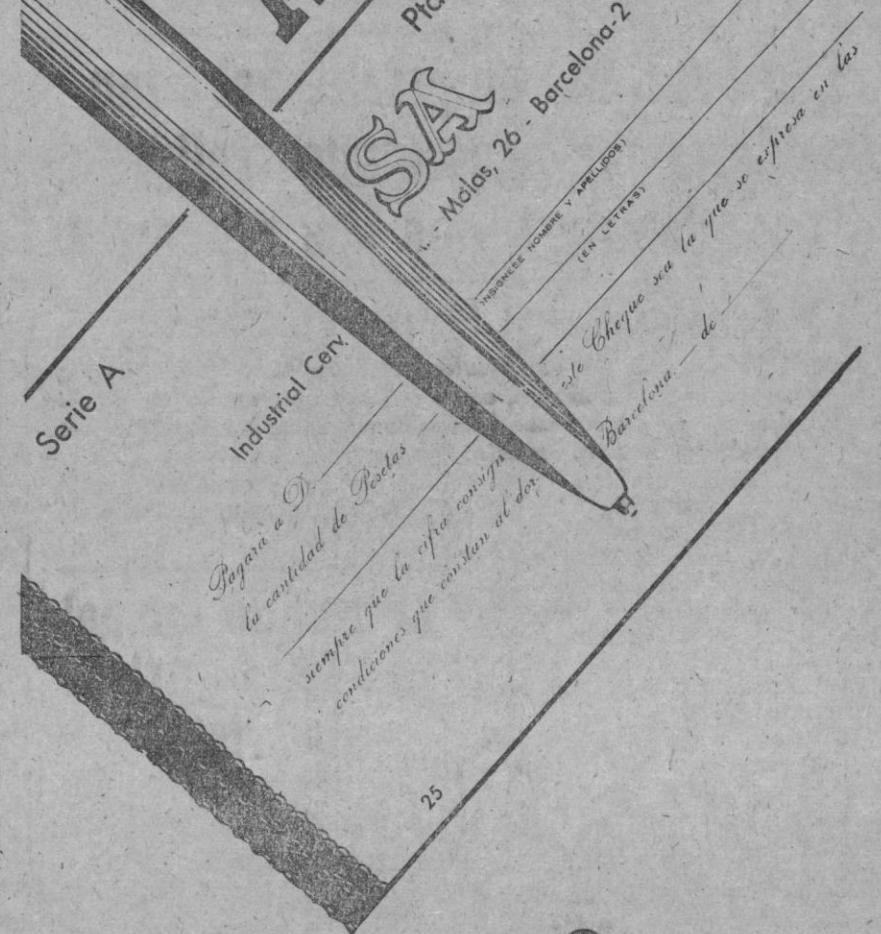 Pta
Serie A
SA
Industrial Cerv
- Molas, 26 - Barcelona-2
Pagará a D.
NSIGNESE NOMBRE Y APELLIDOS)
la cantidad de Pesetas
(EN LETRAS)
siempre que la cifra consign
este Cheque sea la que se expresa en las
condiciones que constan al dor
Barcelona, de
25